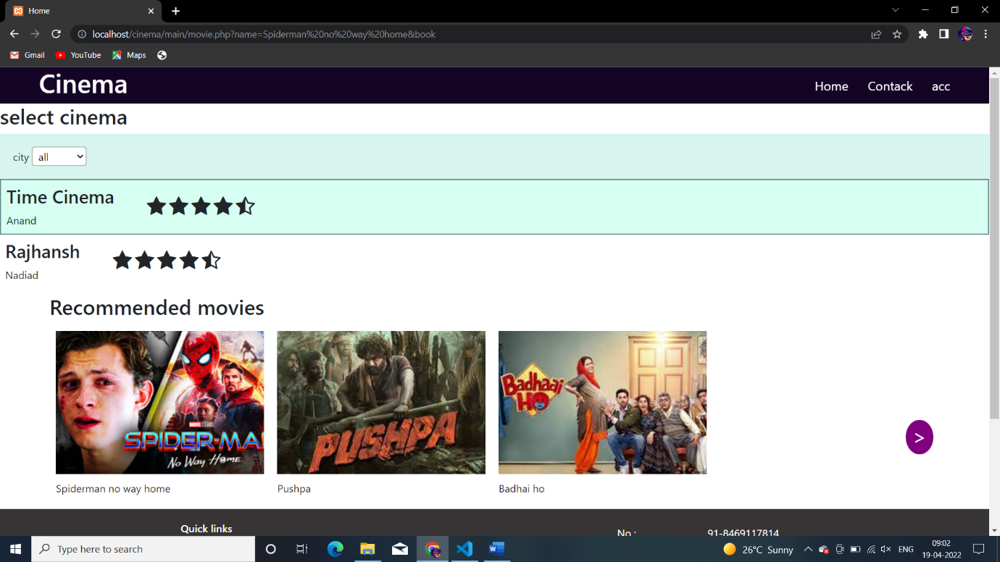 Home
localhost/cinema/main/movie.php?name=Spiderman%20no%20way%20home&book
Gmail YouTube Maps
Cinema Home Contack acc
select cinema
city all
Time Cinema
Anand
Rajhansh
Nadiad
Recommended movies
Badhaai
Ho
MARVEL STUDIOS
SPIDER-MA
No Way Home
PUSHPA
>
Spiderman no way home Pushpa Badhai ho
Quick links
No : 91-8469117814
Type here to search
26°C Sunny
ENG
09:02
19-04-2022